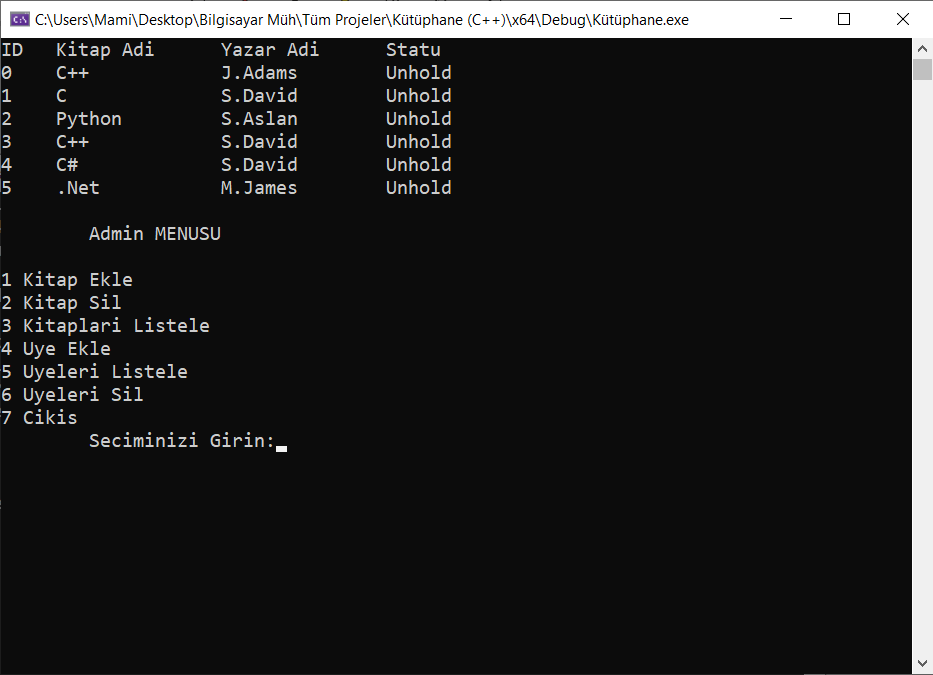 C:\Users\Mami\Desktop\Bilgisayar Müh\Tüm Projeler\Kütüphane (C++)\x64\Debug\Kütüphane.exe
ID Kitap Adi Yazar Adi Statu
0 C++ J.Adams Unhold
1 C S.David Unhold
2 Python S.Aslan Unhold
3 C++ S.David Unhold
4 C# S.David Unhold
5 .Net M.James Unhold
Admin MENUSU
1 Kitap Ekle
2 Kitap Sil
3 Kitaplari Listele
4 Uye Ekle
5 Uyeleri Listele
6 Uyeleri Sil
7 Cikis
Seciminizi Girin: